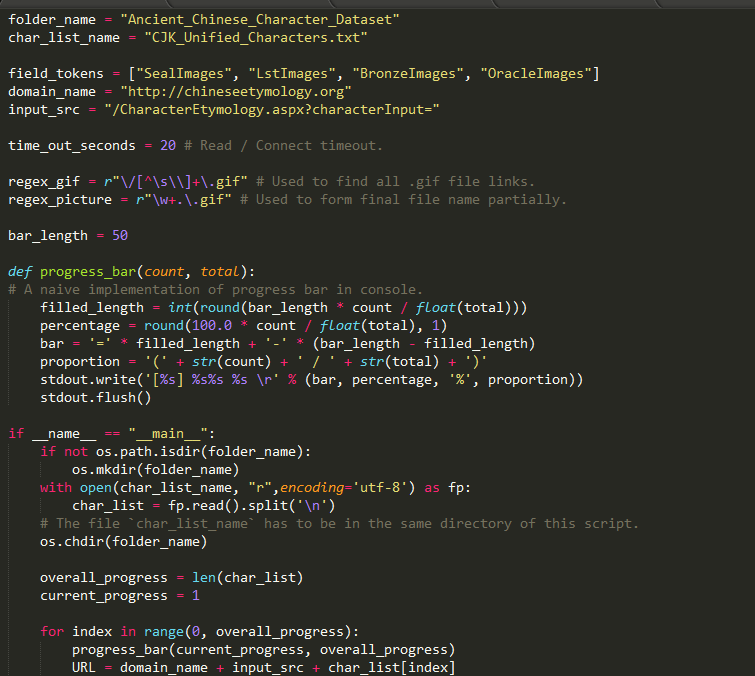 folder_name = "Ancient_Chinese_Character_Dataset"
char_list_name = "CJK_Unified_Characters.txt"

field_tokens = ["SealImages", "LstImages", "BronzeImages", "OracleImages"]
domain_name = "http://chineseetymology.org"
input_src = "/CharacterEtymology.aspx?characterInput="

time_out_seconds = 20 # Read / Connect timeout.

regex_gif = r"\/[^\s\\]+\.gif" # Used to find all .gif file links.
regex_picture = r"\w+.\.gif" # Used to form final file name partially.

bar_length = 50

def progress_bar(count, total):
# A naive implementation of progress bar in console.
    filled_length = int(round(bar_length * count / float(total)))
    percentage = round(100.0 * count / float(total), 1)
    bar = '=' * filled_length + '-' * (bar_length - filled_length)
    proportion = '(' + str(count) + ' / ' + str(total) + ')'
    stdout.write('[%s] %s%s %s \r' % (bar, percentage, '%', proportion))
    stdout.flush()

if __name__ == "__main__":
    if not os.path.isdir(folder_name):
        os.mkdir(folder_name)
    with open(char_list_name, "r",encoding='utf-8') as fp:
        char_list = fp.read().split('\n')
    # The file `char_list_name` has to be in the same directory of this script.
    os.chdir(folder_name)

    overall_progress = len(char_list)
    current_progress = 1

    for index in range(0, overall_progress):
        progress_bar(current_progress, overall_progress)
        URL = domain_name + input_src + char_list[index]